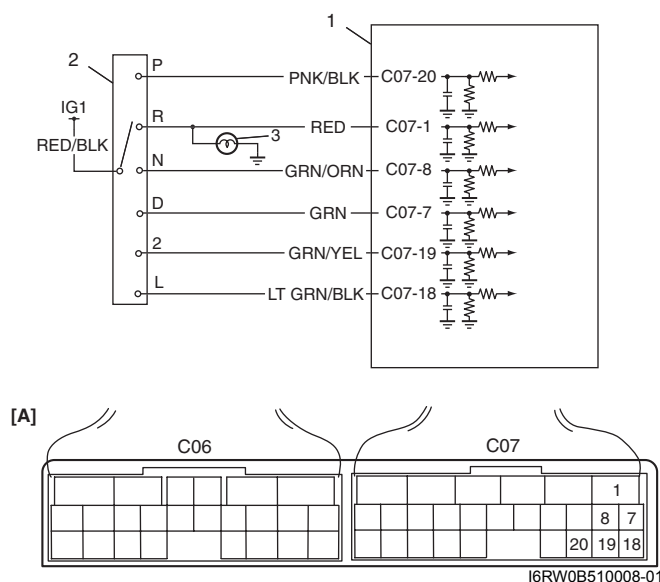 1
2
P
PNK/BLK
C07-20
IG1
R
RED
C07-1
3
RED/BLK
N
GRN/ORN
C07-8
D
GRN
C07-7
2
GRN/YEL
C07-19
L
LT GRN/BLK
C07-18
[A]
C06
C07
1
8 7
20 19 18
I6RW0B510008-01